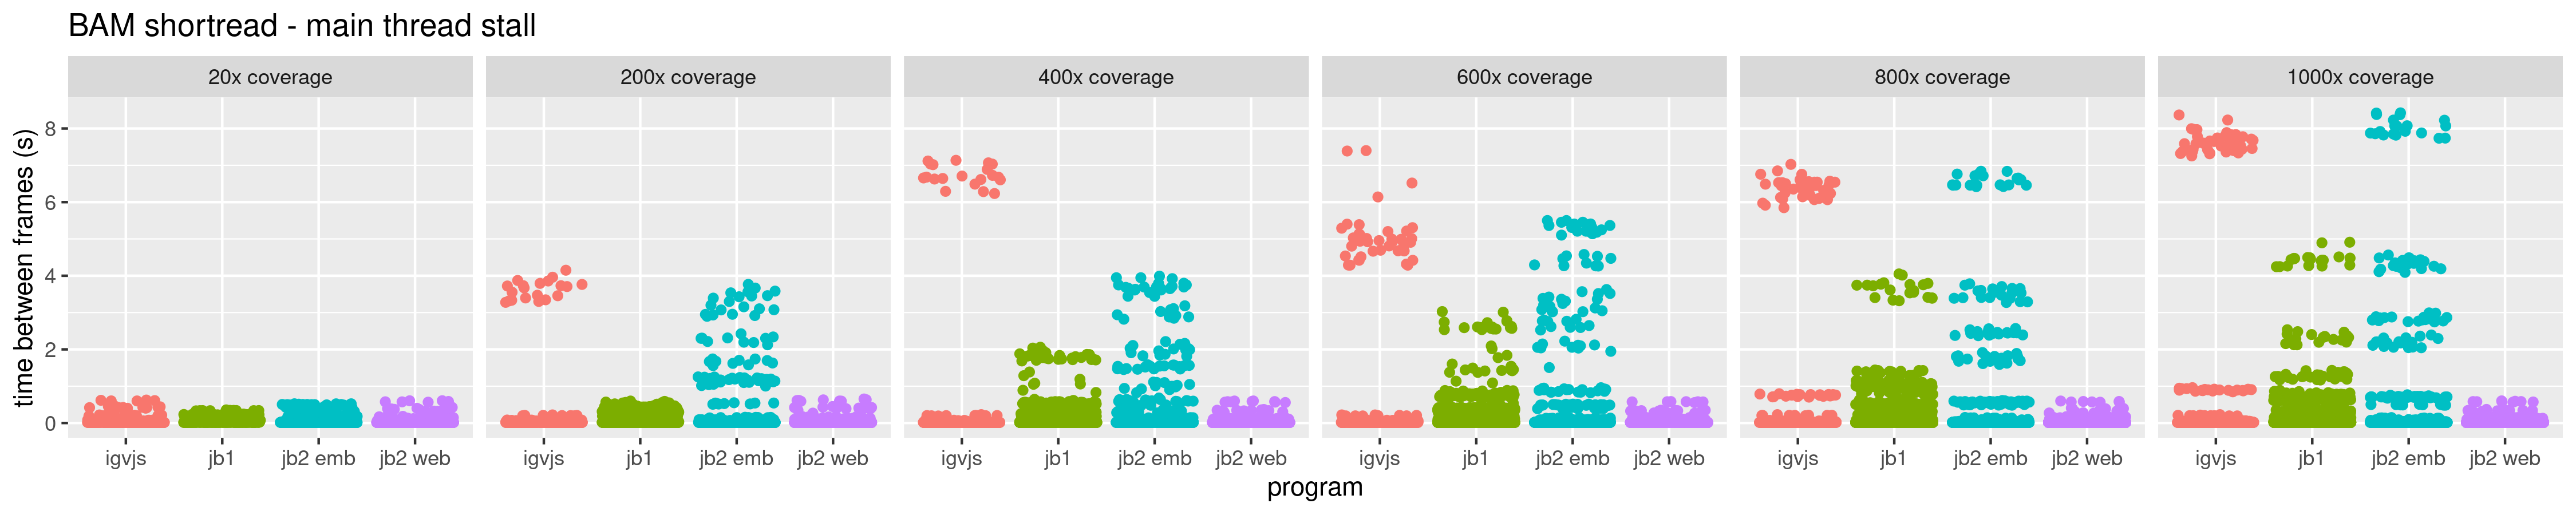 BAM shortread - main thread stall
20x coverage 200x coverage 400x coverage 600x coverage 800x coverage 1000x coverage
time between frames (s)
8
6
4
2
0
igvjs jb1 jb2 emb jb2 web igvjs jb1 jb2 emb jb2 web igvjs jb1 jb2 emb jb2 web igvjs jb1 jb2 emb jb2 web igvjs jb1 jb2 emb jb2 web igvjs jb1 jb2 emb jb2 web
program